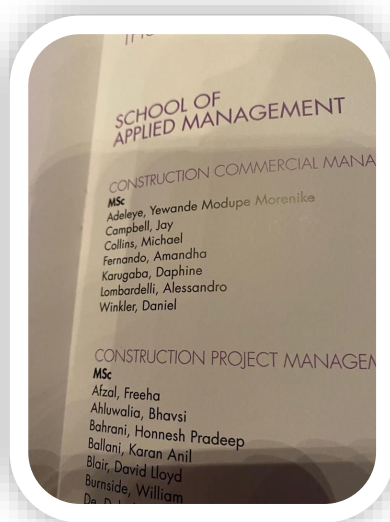 SCHOOL OF
APPLIED MANAGEMENT
CONSTRUCTION COMMERCIAL MANA
MSc
Adeleye, Yewande Modupe Morenike
Campbell, Jay
Collins, Michael
Fernando, Amandha
Karugaba, Daphine
Lombardelli, Alessandro
Winkler, Daniel
CONSTRUCTION PROJECT MANAGEM
MSc
Afzal, Freeha
Ahluwalia, Bhavsi
Bahrani, Honnesh Pradeep
Ballani, Karan Anil
Blair, David Lloyd
Burnside, William